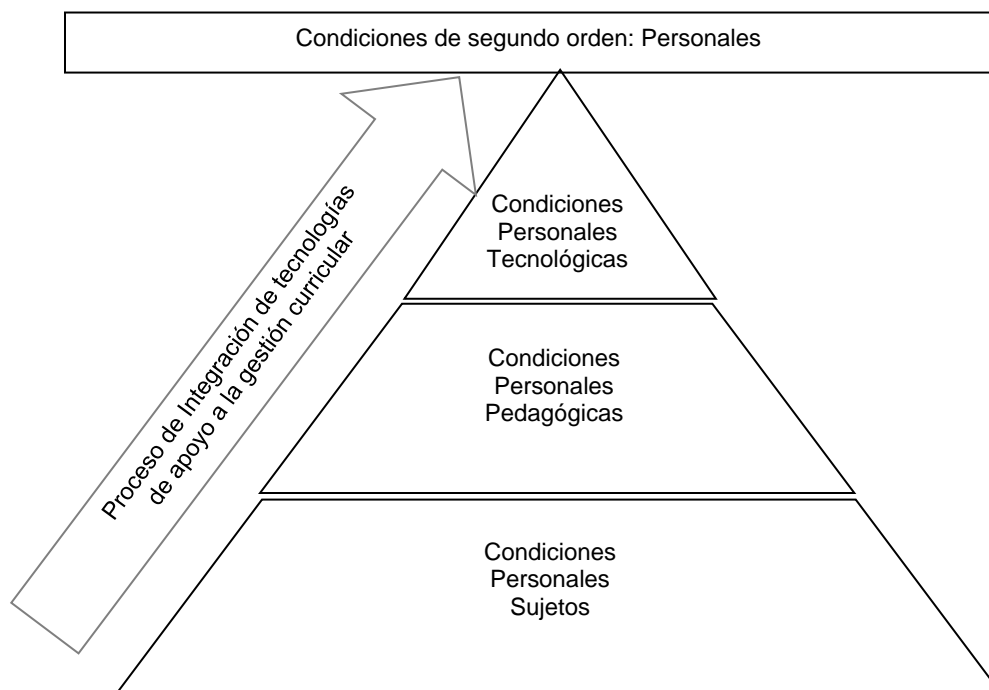 Condiciones de segundo orden: Personales
Proceso de Integración de tecnologías
de apoyo a la gestión curricular
Condiciones
Personales
Tecnológicas
Condiciones
Personales
Pedagógicas
Condiciones
Personales
Sujetos